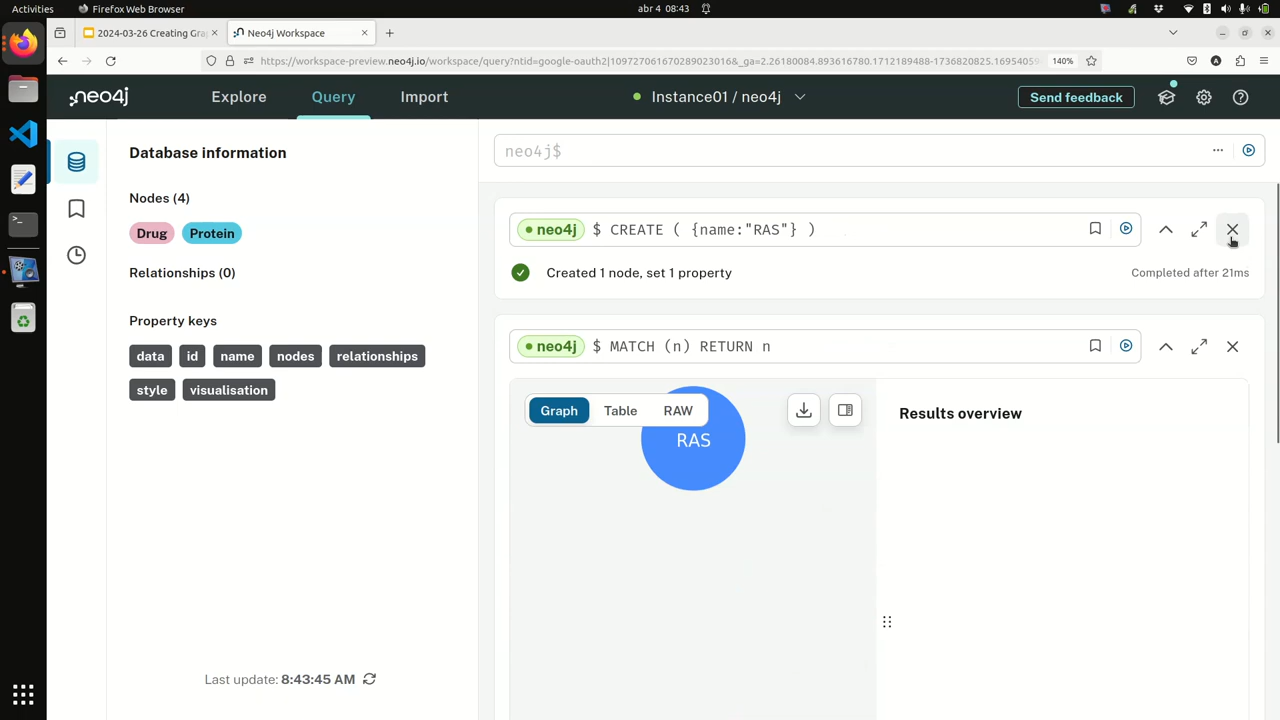 Activities
Firefox Web Browser
abr 4 08:43
2024-03-26 Creating Gra
Neo4j Workspace
https://workspace-preview.neo4j.io/workspace/query?ntid=google-oauth2|109727061670289023016&_ga=2.26180084.893616780.1712189488-1736820825.1695405
140%
neo4j
Explore
Query
Import
Instance01 / neo4j
Send feedback
Database information
Nodes (4)
Drug
Protein
Relationships (0)
Property keys
data
id
name
nodes
relationships
style
visualisation
Last update: 8:43:45 AM
neo4j$
neo4j $ CREATE ( {name:"RAS"} )
Created 1 node, set 1 property
Completed after 21ms
neo4j $ MATCH (n) RETURN n
Graph
Table
RAW
RAS
Results overview